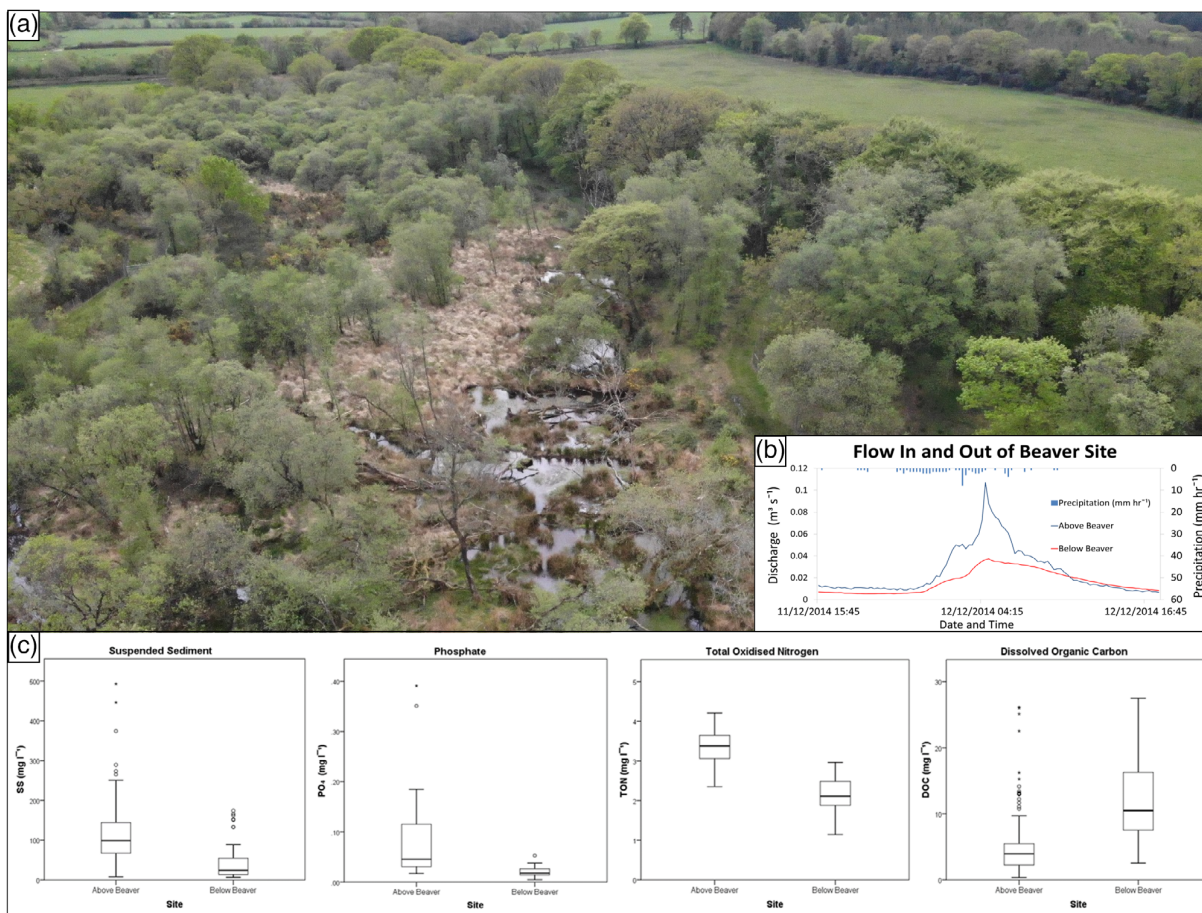 (a)
(b)
Flow In and Out of Beaver Site
0.12
0.1
0.08
0.06
0.04
0.02
0
Discharge (m³ s⁻¹)
0
10
20
30
40
50
60
Precipitation (mm hr⁻¹)
Precipitation (mm hr⁻¹)
Above Beaver
Below Beaver
11/12/2014 15:45
12/12/2014 04:15
12/12/2014 16:45
Date and Time
(c)
Suspended Sediment
500
400
300
200
100
0
SS (mg l⁻¹)
Above Beaver
Below Beaver
Site
Phosphate
.40
.30
.20
.10
.00
PO₄ (mg l⁻¹)
Above Beaver
Below Beaver
Site
Total Oxidised Nitrogen
5
4
3
2
1
0
TON (mg l⁻¹)
Above Beaver
Below Beaver
Site
Dissolved Organic Carbon
30
20
10
0
DOC (mg l⁻¹)
Above Beaver
Below Beaver
Site